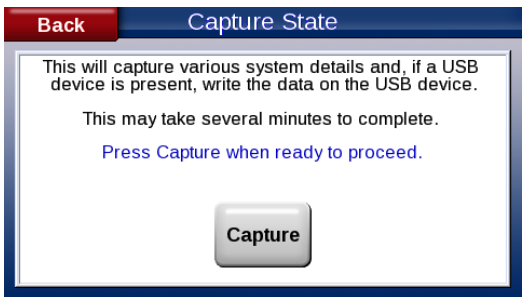 Back
Capture State
This will capture various system details and, if a USB
device is present, write the data on the USB device.
This may take several minutes to complete.
Press Capture when ready to proceed.
Capture